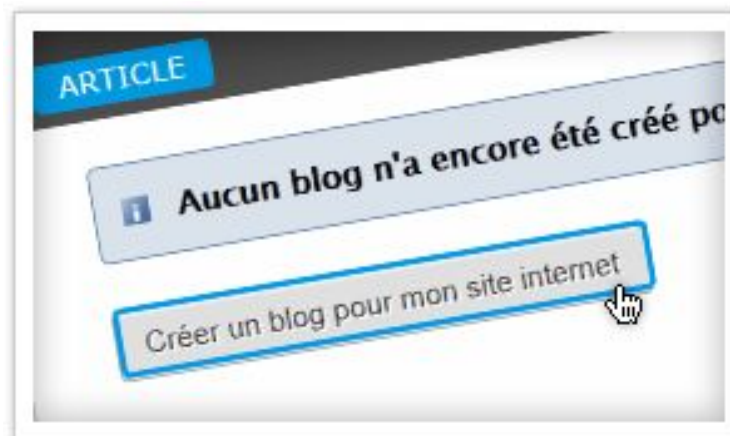 ARTICLE
Aucun blog n'a encore été créé
Créer un blog pour mon site internet